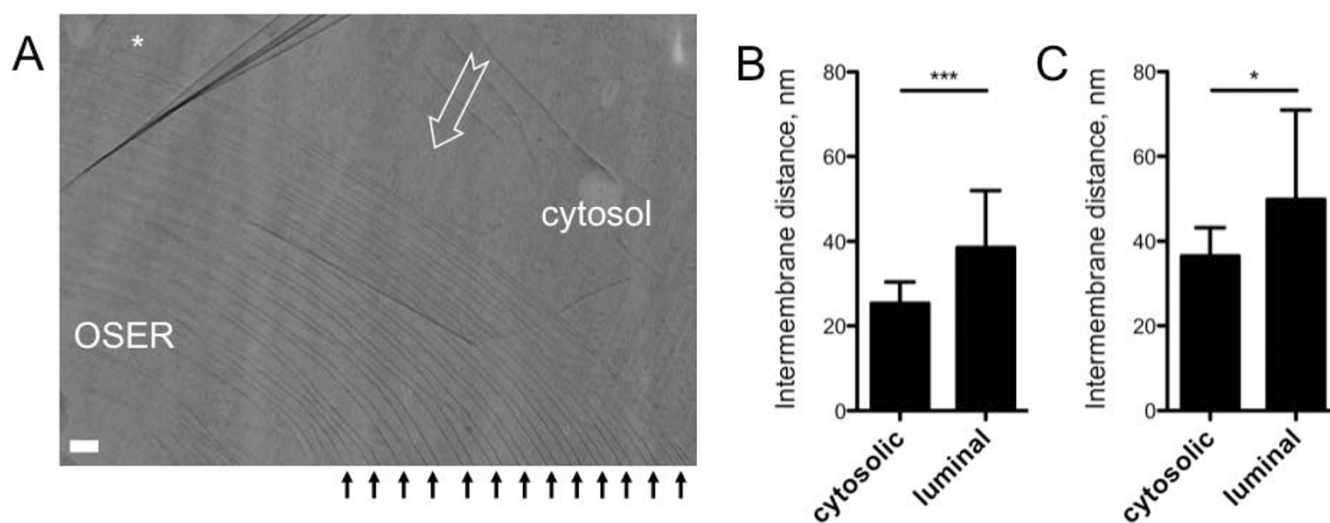 A
*
cytosol
OSER
B
Intermembrane distance, nm
80
60
40
20
0
***
cytosolic
luminal
C
Intermembrane distance, nm
80
60
40
20
0
*
cytosolic
luminal